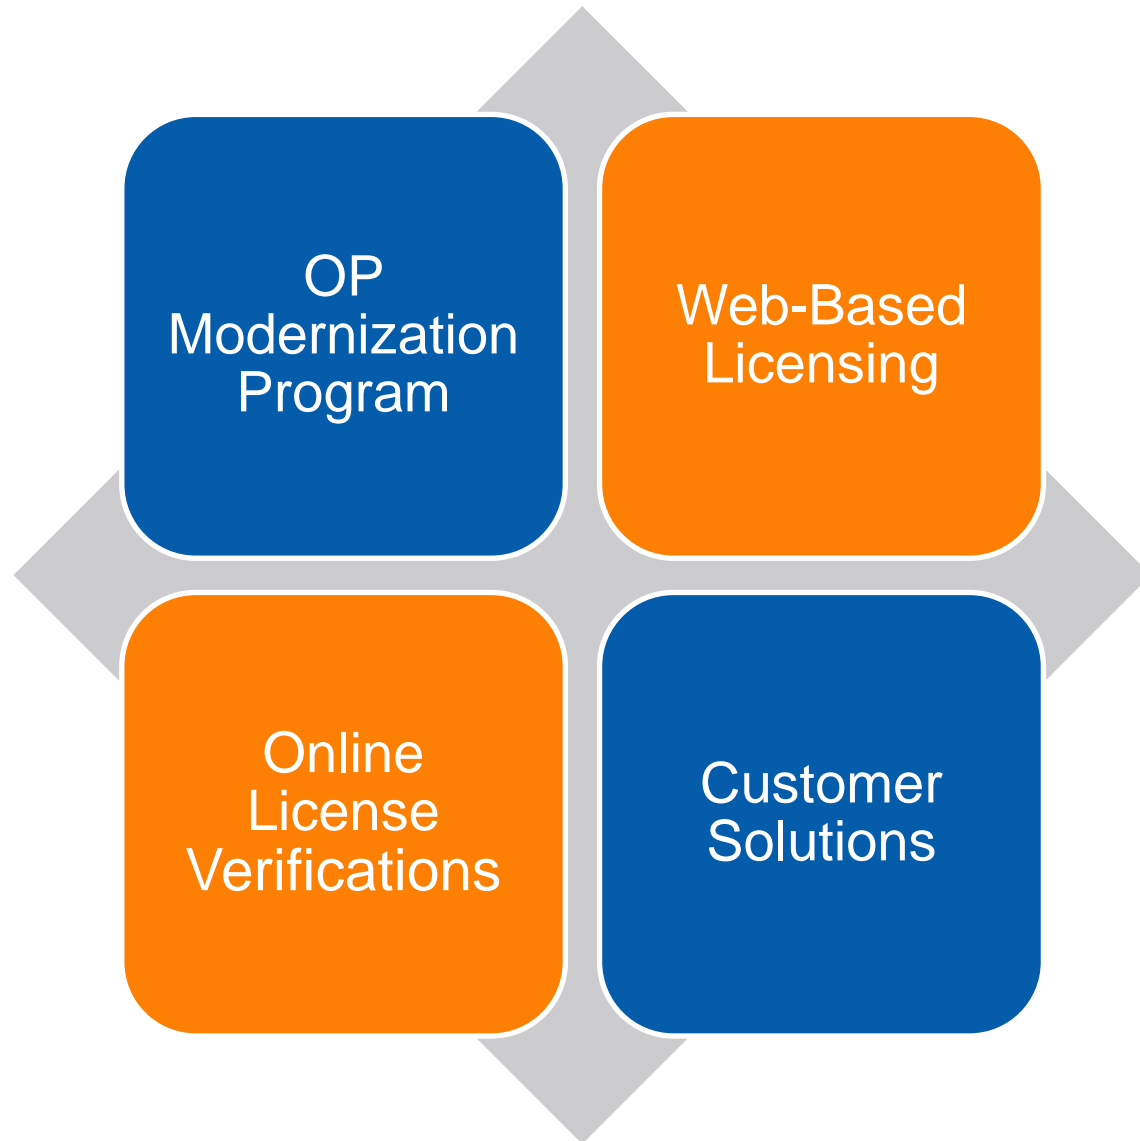 OP
Modernization
Program
Web-Based
Licensing
Online
License
Verifications
Customer
Solutions